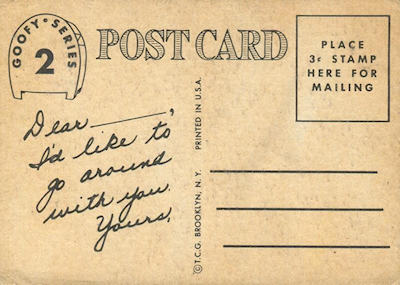 GOOFY • SERIES
2
POST CARD
PLACE
3¢ STAMP
HERE FOR
MAILING
Dear ______,
I'd like to
go around
with you.
Yours,
PRINTED IN U.S.A.
©T.C.G. BROOKLYN, N.Y.